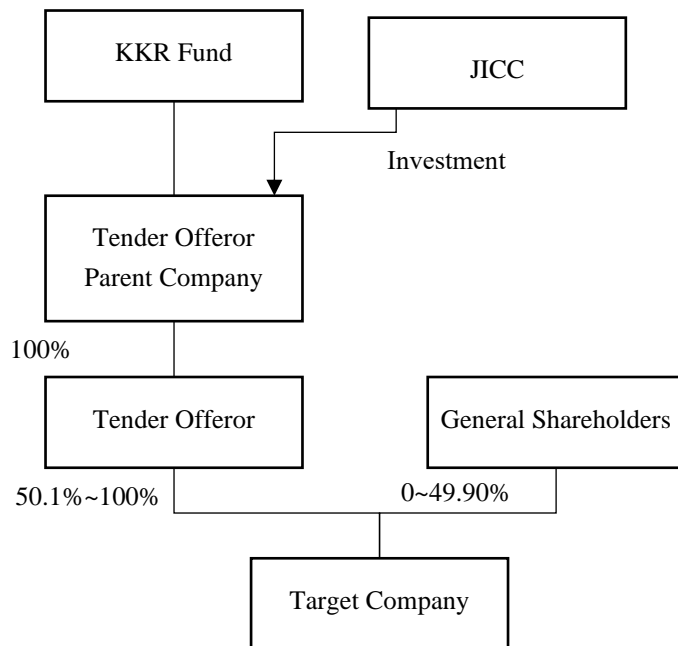 KKR Fund
JICC
Investment
Tender Offeror
Parent Company
100%
Tender Offeror
General Shareholders
50.1%~100%
0~49.90%
Target Company